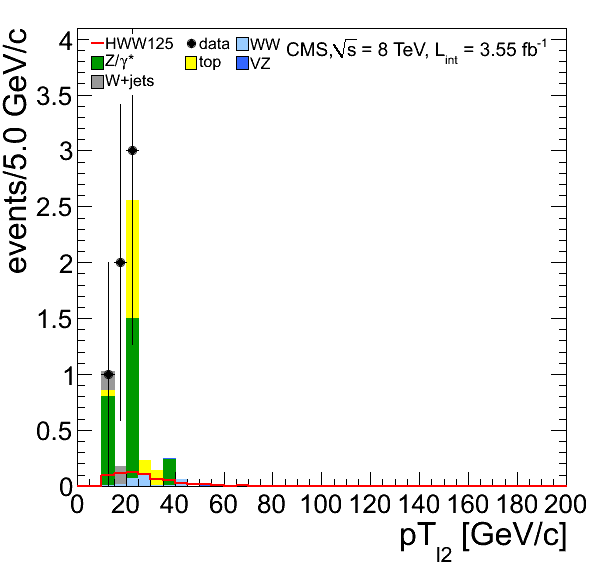 HWW125 data WW
Z/γ* top VZ
W+jets
CMS,√s = 8 TeV, L_int = 3.55 fb⁻¹
events/5.0 GeV/c
4
3.5
3
2.5
2
1.5
1
0.5
0
0 20 40 60 80 100 120 140 160 180 200
pT_l2 [GeV/c]